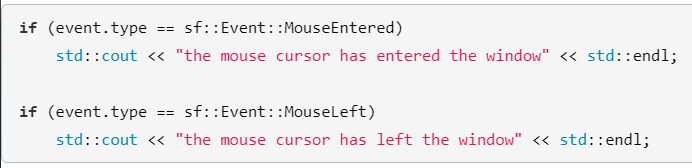 if (event.type == sf::Event::MouseEntered)
    std::cout << "the mouse cursor has entered the window" << std::endl;
if (event.type == sf::Event::MouseLeft)
    std::cout << "the mouse cursor has left the window" << std::endl;